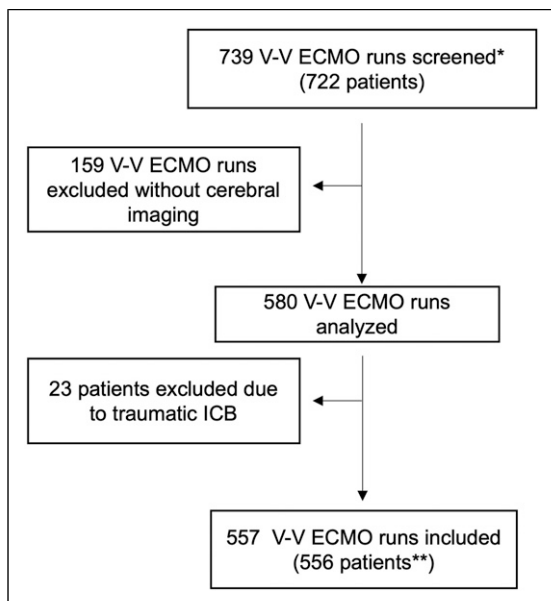 739 V-V ECMO runs screened*
(722 patients)
159 V-V ECMO runs
excluded without cerebral
imaging
580 V-V ECMO runs
analyzed
23 patients excluded due
to traumatic ICB
557 V-V ECMO runs included
(556 patients**)